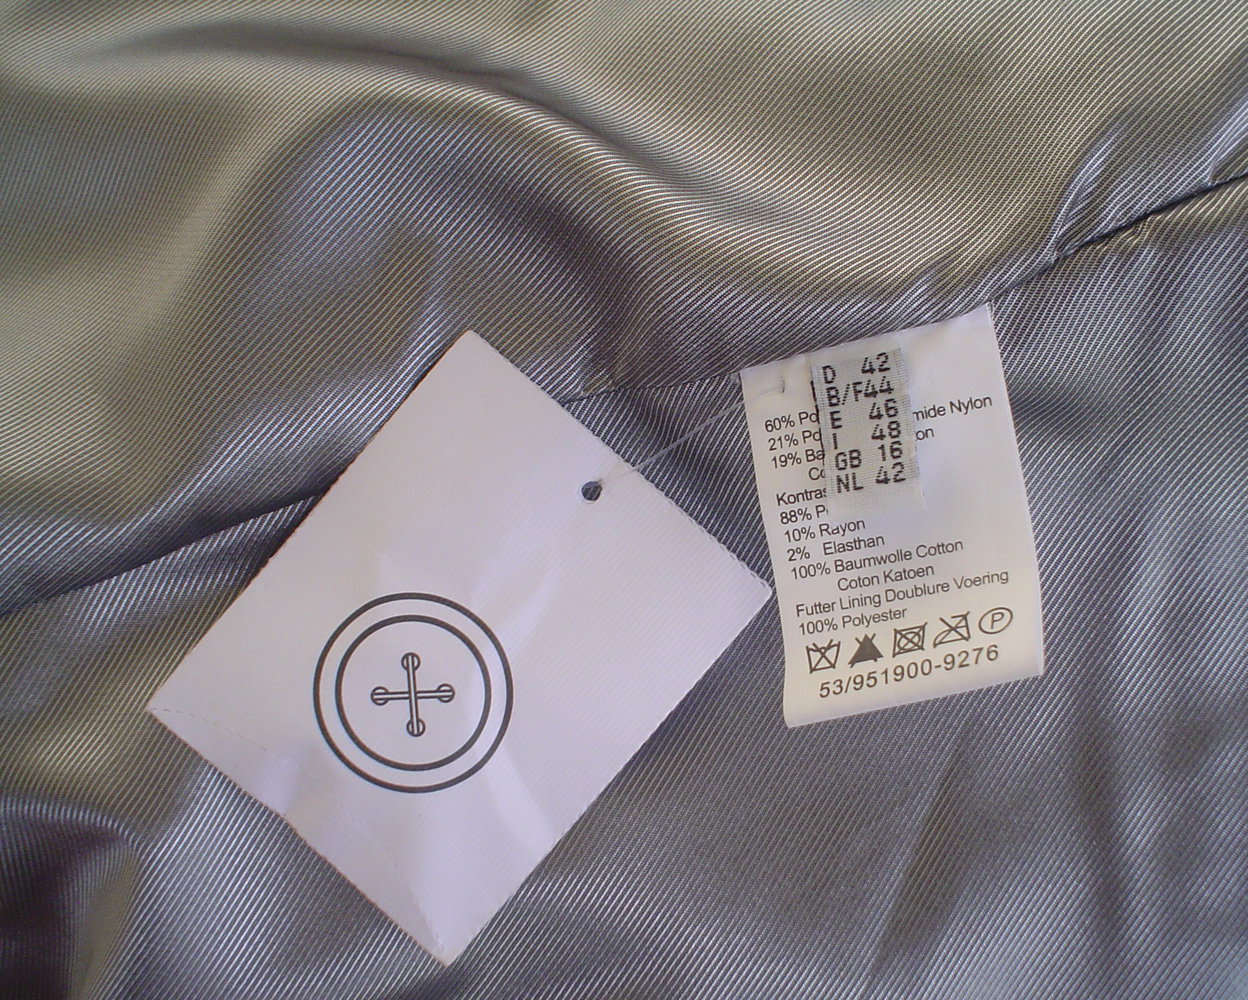 D 42
B/F44
E 46
I 48
GB 16
NL 42
60% Po mide Nylon
21% Po on
19% Ba
Co
Kontras
88% P
10% Rayon
2% Elasthan
100% Baumwolle Cotton
Coton Katoen
Futter Lining Doublure Voering
100% Polyester
P
53/951900-9276